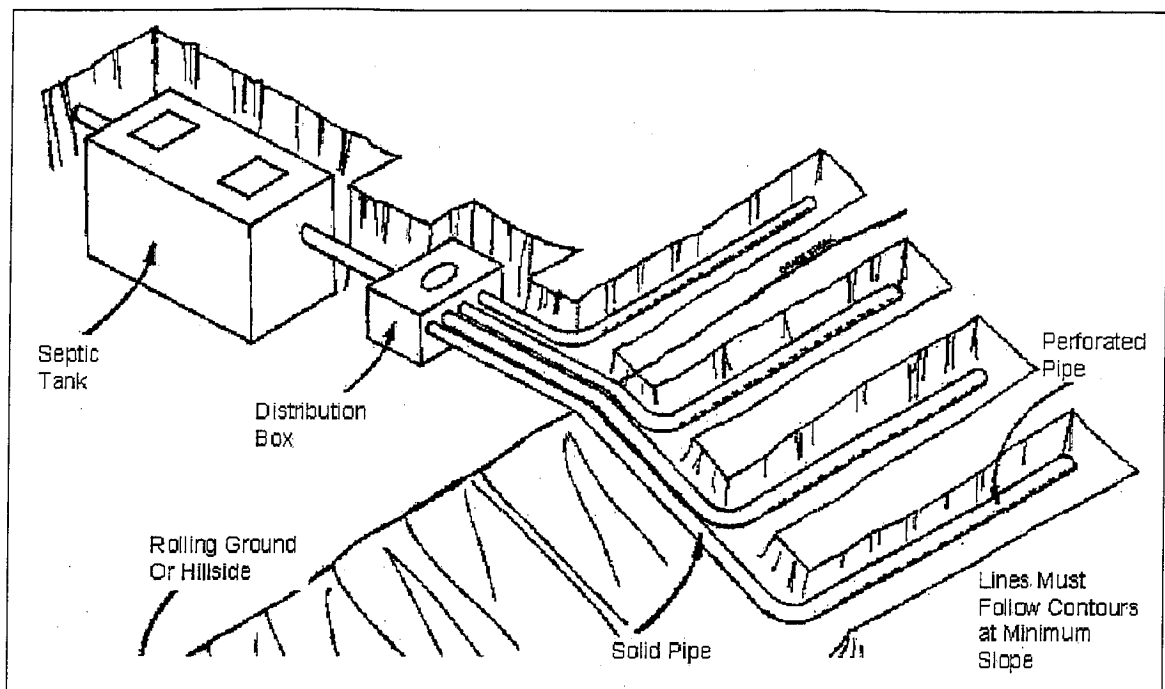 Septic
Tank
Distribution
Box
Perforated
Pipe
Rolling Ground
Or Hillside
Solid Pipe
Lines Must
Follow Contours
at Minimum
Slope